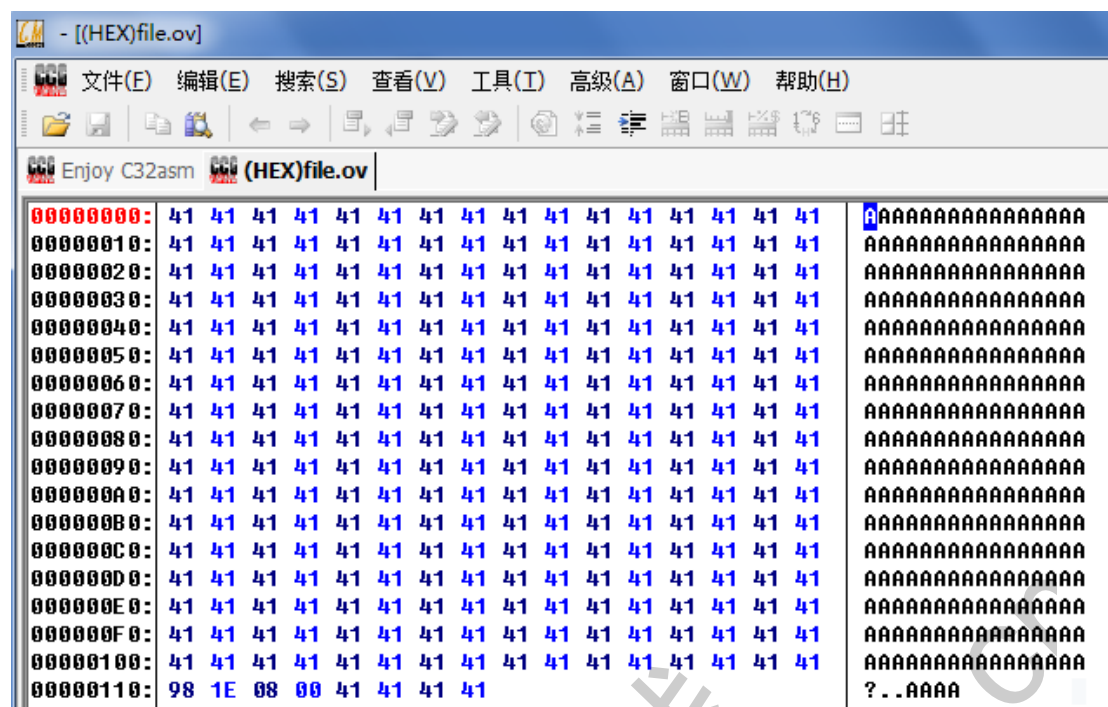 - [(HEX)file.ov]
文件(F) 编辑(E) 搜索(S) 查看(V) 工具(T) 高级(A) 窗口(W) 帮助(H)
Enjoy C32asm (HEX)file.ov
00000000: 41 41 41 41 41 41 41 41 41 41 41 41 41 41 41 41 AAAAAAAAAAAAAAAA
00000010: 41 41 41 41 41 41 41 41 41 41 41 41 41 41 41 41 AAAAAAAAAAAAAAAA
00000020: 41 41 41 41 41 41 41 41 41 41 41 41 41 41 41 41 AAAAAAAAAAAAAAAA
00000030: 41 41 41 41 41 41 41 41 41 41 41 41 41 41 41 41 AAAAAAAAAAAAAAAA
00000040: 41 41 41 41 41 41 41 41 41 41 41 41 41 41 41 41 AAAAAAAAAAAAAAAA
00000050: 41 41 41 41 41 41 41 41 41 41 41 41 41 41 41 41 AAAAAAAAAAAAAAAA
00000060: 41 41 41 41 41 41 41 41 41 41 41 41 41 41 41 41 AAAAAAAAAAAAAAAA
00000070: 41 41 41 41 41 41 41 41 41 41 41 41 41 41 41 41 AAAAAAAAAAAAAAAA
00000080: 41 41 41 41 41 41 41 41 41 41 41 41 41 41 41 41 AAAAAAAAAAAAAAAA
00000090: 41 41 41 41 41 41 41 41 41 41 41 41 41 41 41 41 AAAAAAAAAAAAAAAA
000000A0: 41 41 41 41 41 41 41 41 41 41 41 41 41 41 41 41 AAAAAAAAAAAAAAAA
000000B0: 41 41 41 41 41 41 41 41 41 41 41 41 41 41 41 41 AAAAAAAAAAAAAAAA
000000C0: 41 41 41 41 41 41 41 41 41 41 41 41 41 41 41 41 AAAAAAAAAAAAAAAA
000000D0: 41 41 41 41 41 41 41 41 41 41 41 41 41 41 41 41 AAAAAAAAAAAAAAAA
000000E0: 41 41 41 41 41 41 41 41 41 41 41 41 41 41 41 41 AAAAAAAAAAAAAAAA
000000F0: 41 41 41 41 41 41 41 41 41 41 41 41 41 41 41 41 AAAAAAAAAAAAAAAA
00000100: 41 41 41 41 41 41 41 41 41 41 41 41 41 41 41 41 AAAAAAAAAAAAAAAA
00000110: 98 1E 08 00 41 41 41 41 ?..AAAA